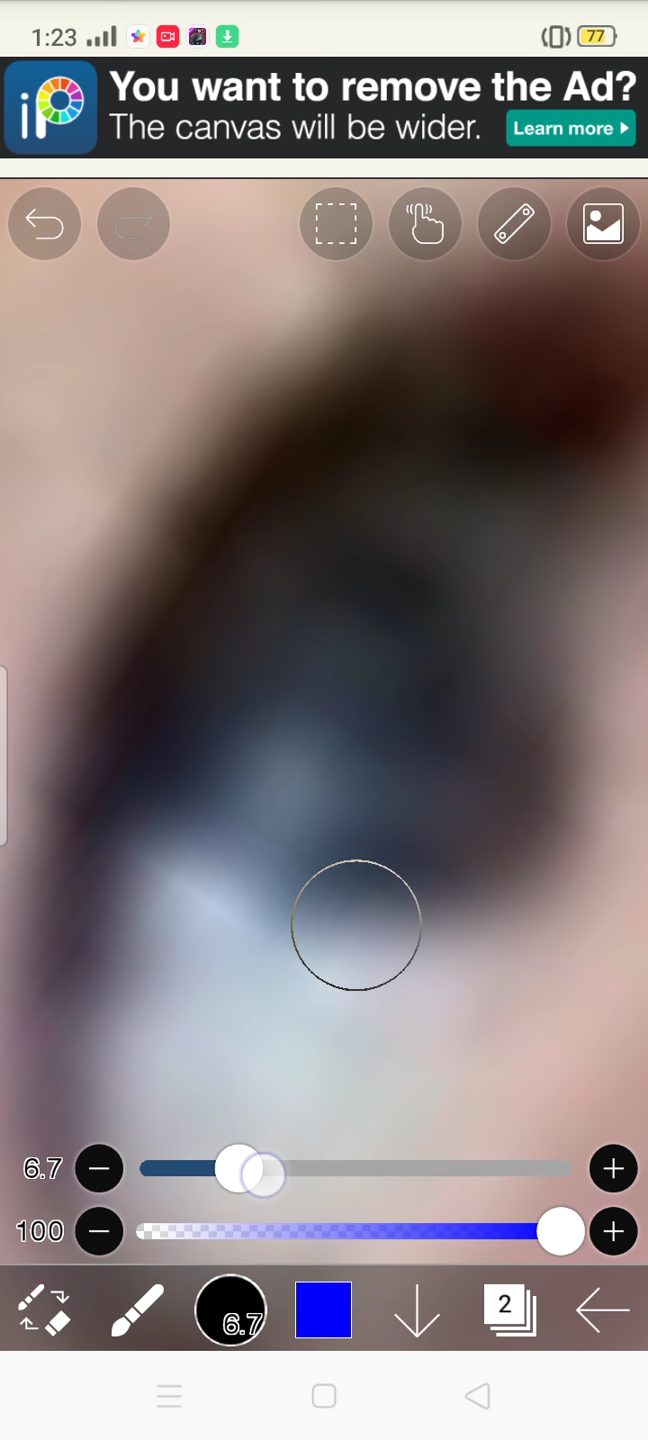 1:23
77
iP
You want to remove the Ad?
The canvas will be wider.
Learn more
6.7
100
6.7
2